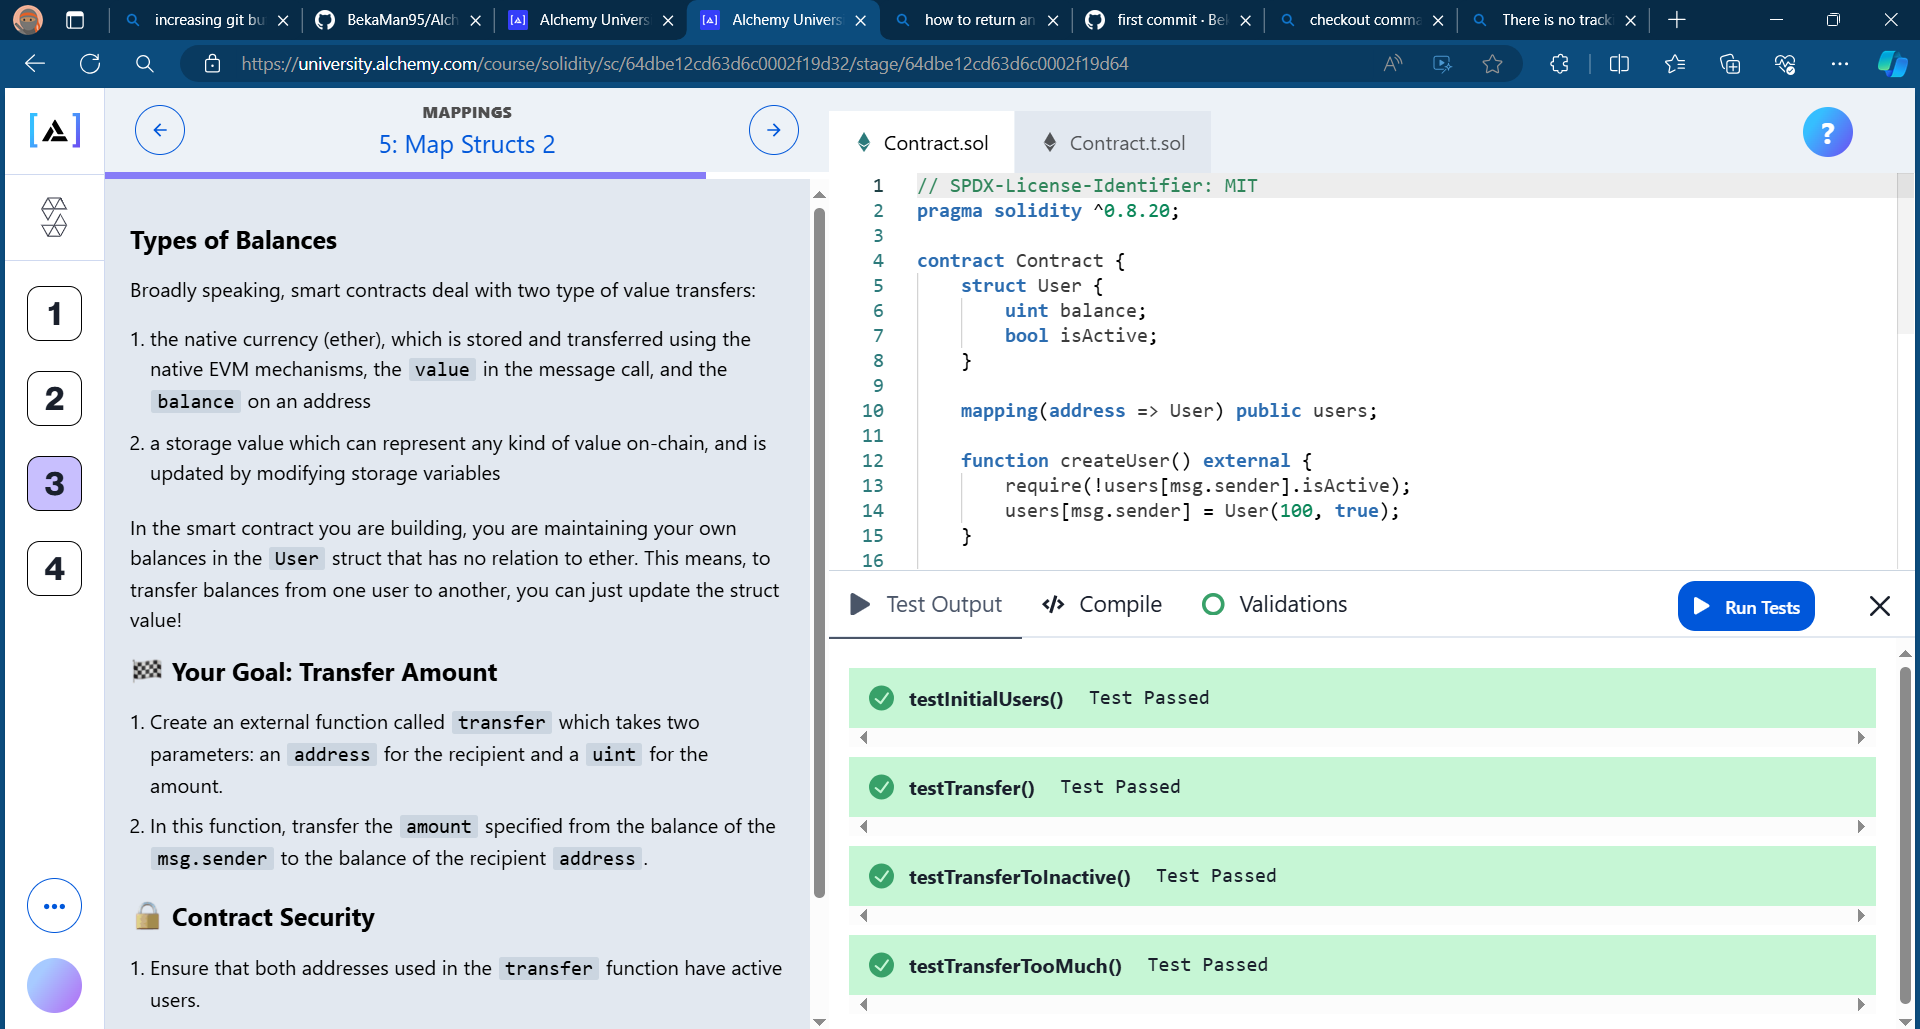 increasing git bu
BekaMan95/Alch
Alchemy Univers
Alchemy Univers
how to return an
first commit · Bek
checkout comma
There is no track
https://university.alchemy.com/course/solidity/sc/64dbe12cd63d6c0002f19d32/stage/64dbe12cd63d6c0002f19d64
MAPPINGS
5: Map Structs 2
1
2
3
4
Types of Balances
Broadly speaking, smart contracts deal with two type of value transfers:
1. the native currency (ether), which is stored and transferred using the
native EVM mechanisms, the value in the message call, and the
balance on an address
2. a storage value which can represent any kind of value on-chain, and is
updated by modifying storage variables
In the smart contract you are building, you are maintaining your own
balances in the User struct that has no relation to ether. This means, to
transfer balances from one user to another, you can just update the struct
value!
Your Goal: Transfer Amount
1. Create an external function called transfer which takes two
parameters: an address for the recipient and a uint for the
amount.
2. In this function, transfer the amount specified from the balance of the
msg.sender to the balance of the recipient address .
Contract Security
1. Ensure that both addresses used in the transfer function have active
users.
Contract.sol
Contract.t.sol
?
1 // SPDX-License-Identifier: MIT
2 pragma solidity ^0.8.20;
3
4 contract Contract {
5 struct User {
6 uint balance;
7 bool isActive;
8 }
9
10 mapping(address => User) public users;
11
12 function createUser() external {
13 require(!users[msg.sender].isActive);
14 users[msg.sender] = User(100, true);
15 }
16
Test Output
Compile
Validations
Run Tests
testInitialUsers() Test Passed
testTransfer() Test Passed
testTransferToInactive() Test Passed
testTransferTooMuch() Test Passed